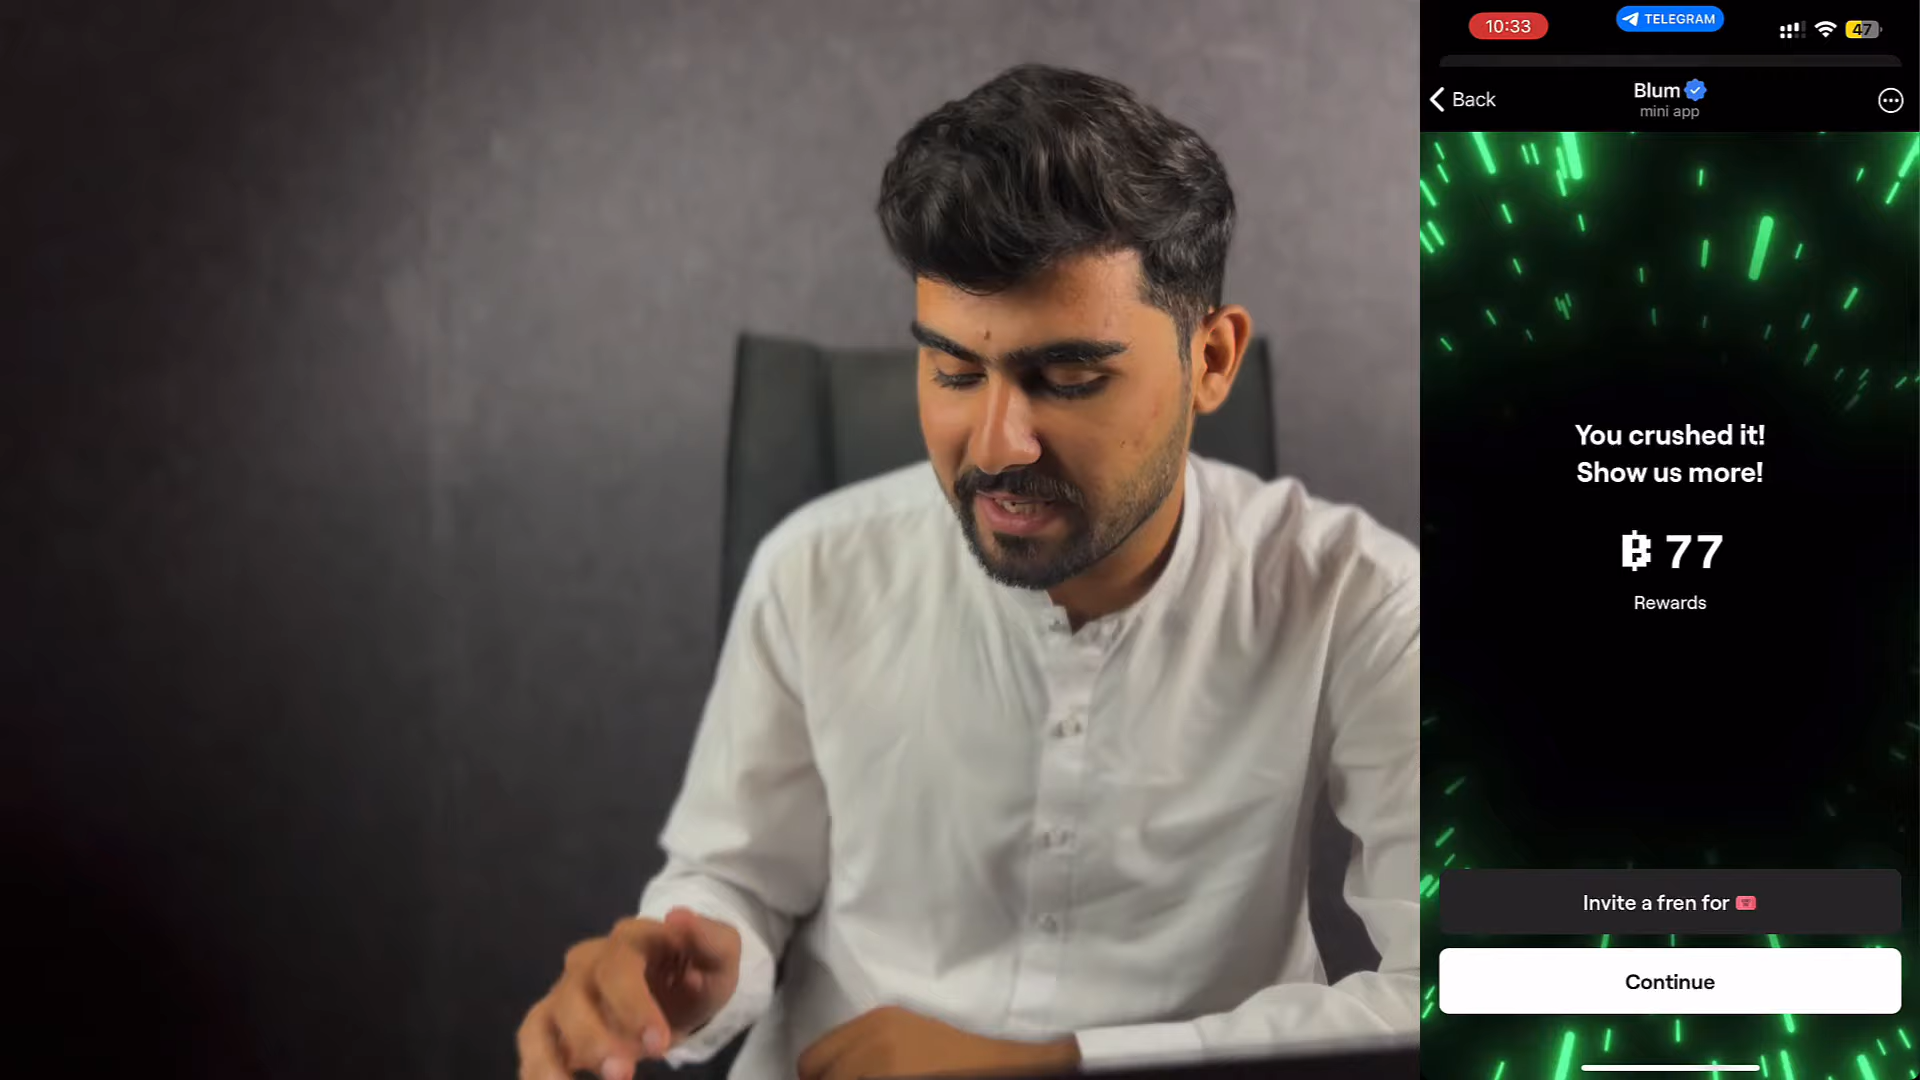 10:33
TELEGRAM
47
Back
Blum
mini app
You crushed it!
Show us more!
77
Rewards
Invite a fren for
Continue